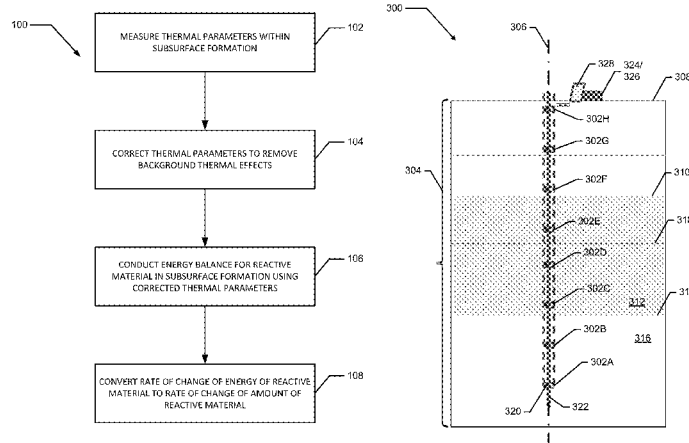 100
MEASURE THERMAL PARAMETERS WITHIN
SUBSURFACE FORMATION
102
CORRECT THERMAL PARAMETERS TO REMOVE
BACKGROUND THERMAL EFFECTS
104
CONDUCT ENERGY BALANCE FOR REACTIVE
MATERIAL IN SUBSURFACE FORMATION USING
CORRECTED THERMAL PARAMETERS
106
CONVERT RATE OF CHANGE OF ENERGY OF REACTIVE
MATERIAL TO RATE OF CHANGE OF AMOUNT OF
REACTIVE MATERIAL
108
300
306
328
324/
326
308
302H
302G
304
302F
310
302E
318
302D
302C
312
302B
316
302A
320
322